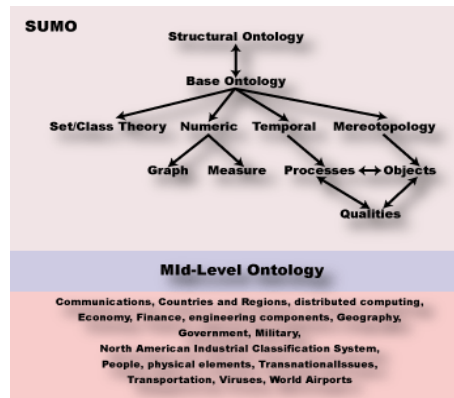 SUMO
Structural Ontology
Base Ontology
Set/Class Theory Numeric Temporal Mereotopology
Graph Measure Processes Objects
Qualities
MId-Level Ontology
Communications, Countries and Regions, distributed computing,
Economy, Finance, engineering components, Geography,
Government, Military,
North American Industrial Classification System,
People, physical elements, TransnationalIssues,
Transportation, Viruses, World Airports